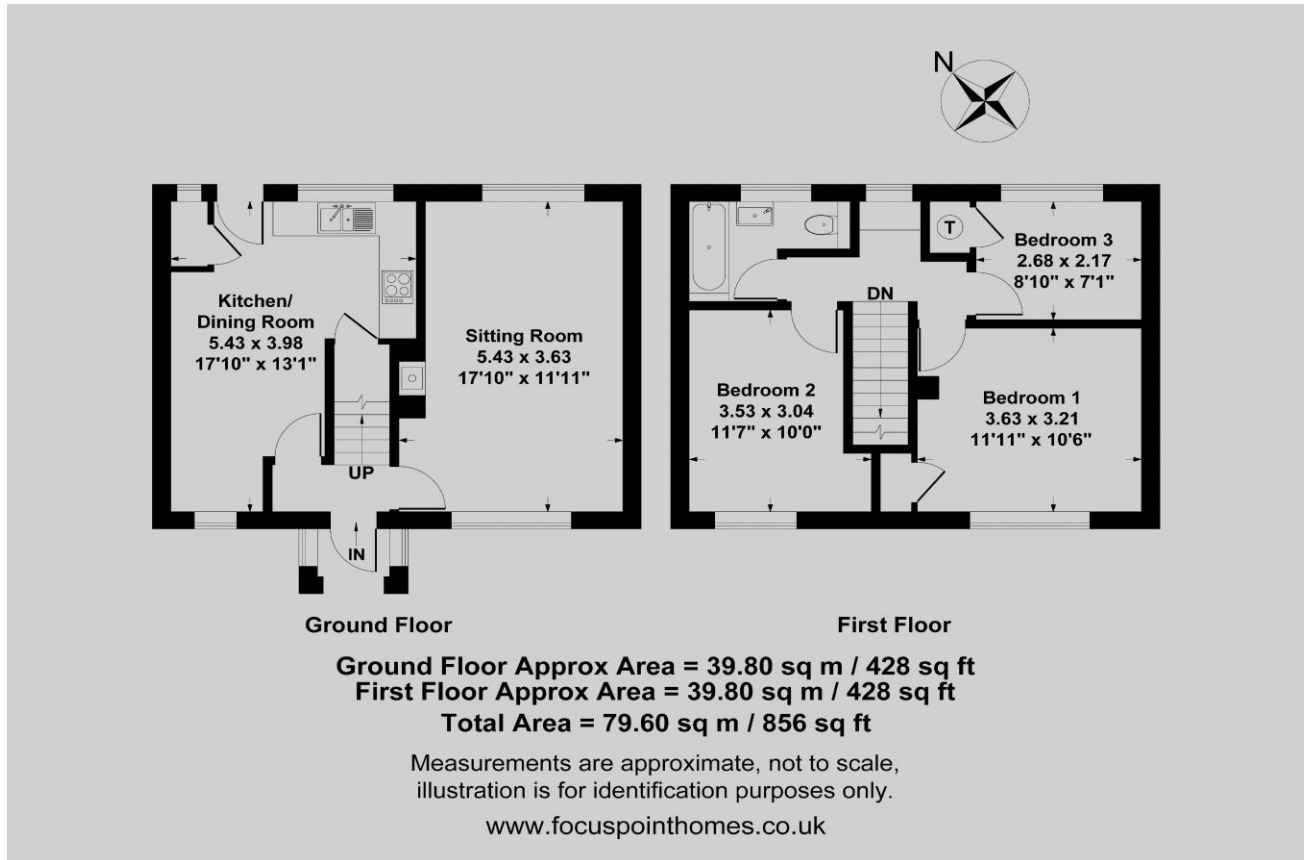 N
Kitchen/
Dining Room
5.43 x 3.98
17'10" x 13'1"
Sitting Room
5.43 x 3.63
17'10" x 11'11"
UP
IN
T
Bedroom 3
2.68 x 2.17
8'10" x 7'1"
DN
Bedroom 2
3.53 x 3.04
11'7" x 10'0"
Bedroom 1
3.63 x 3.21
11'11" x 10'6"
Ground Floor
First Floor
Ground Floor Approx Area = 39.80 sq m / 428 sq ft
First Floor Approx Area = 39.80 sq m / 428 sq ft
Total Area = 79.60 sq m / 856 sq ft
Measurements are approximate, not to scale,
illustration is for identification purposes only.
www.focuspointhomes.co.uk